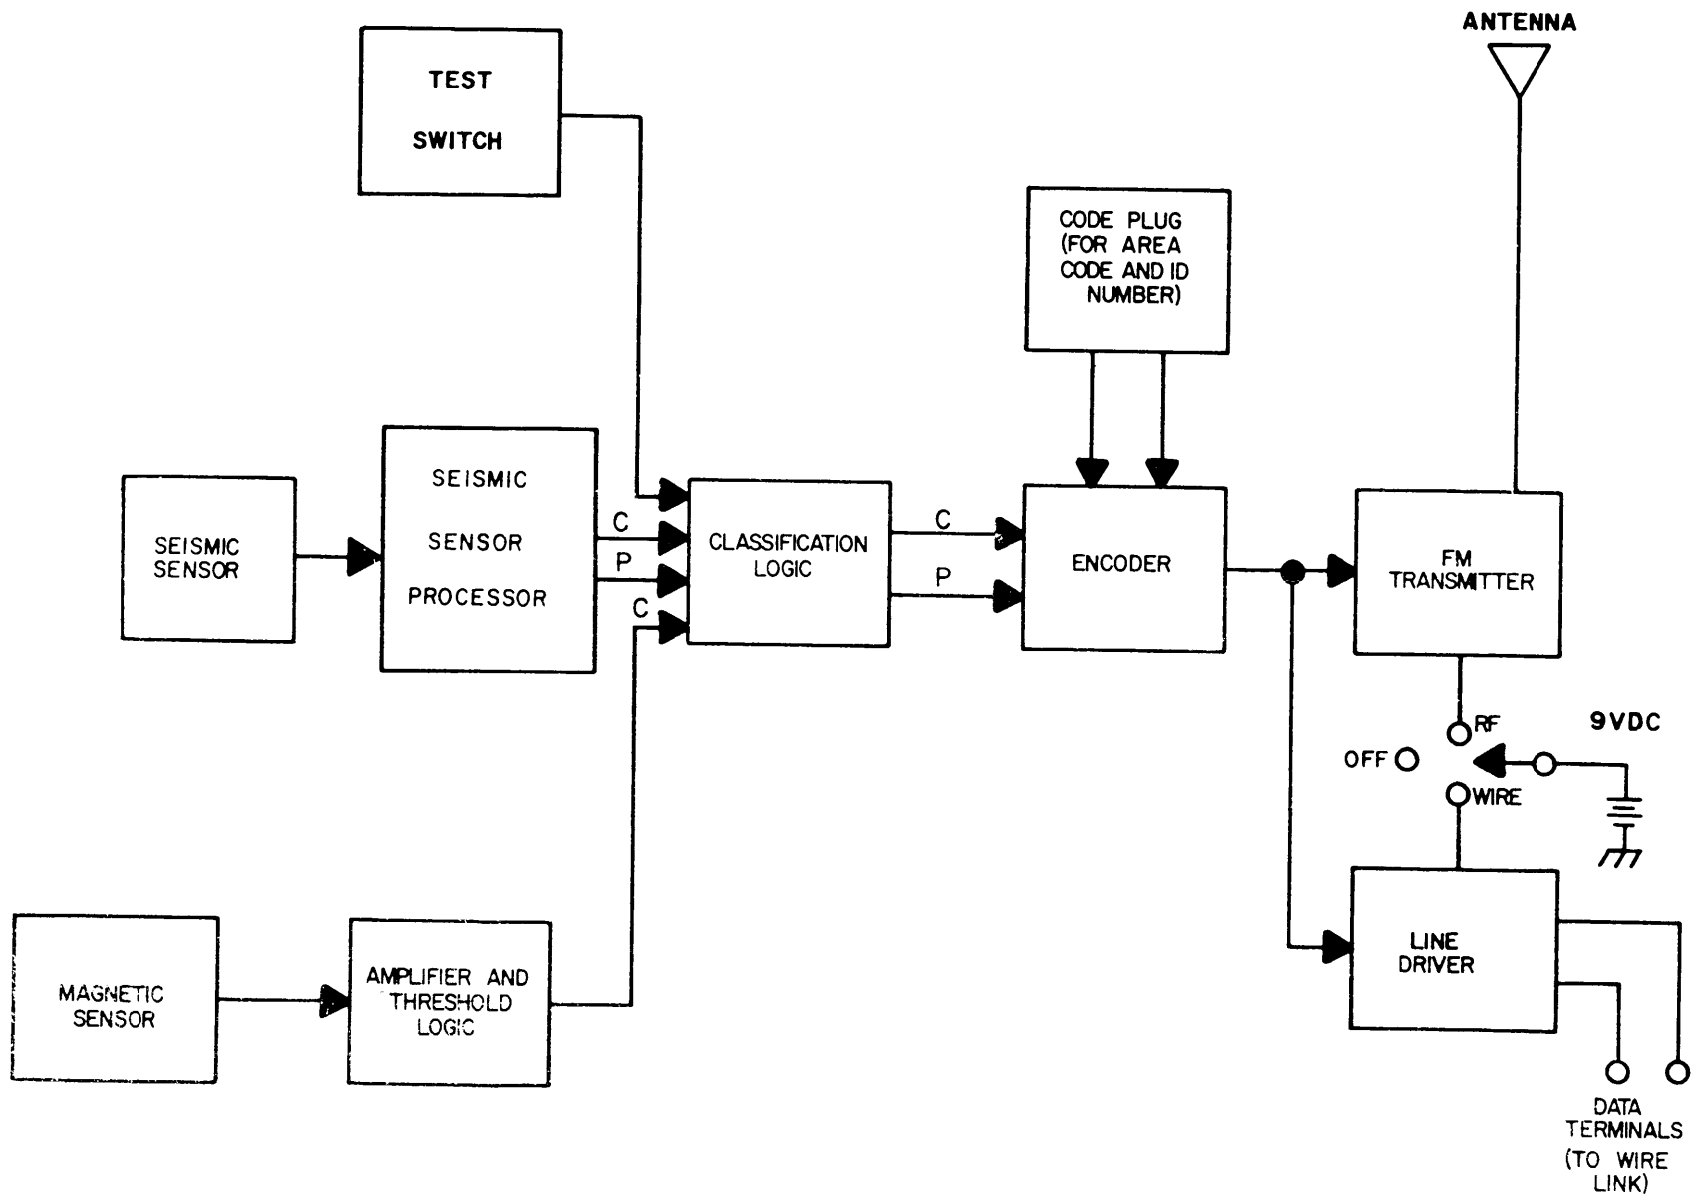 ANTENNA
TEST
SWITCH
CODE PLUG
(FOR AREA
CODE AND ID
NUMBER)
SEISMIC
SENSOR
SEISMIC
SENSOR
PROCESSOR
C
P
C
CLASSIFICATION
LOGIC
C
P
ENCODER
FM
TRANSMITTER
RF
9VDC
OFF
WIRE
MAGNETIC
SENSOR
AMPLIFIER AND
THRESHOLD
LOGIC
LINE
DRIVER
DATA
TERMINALS
(TO WIRE
LINK)